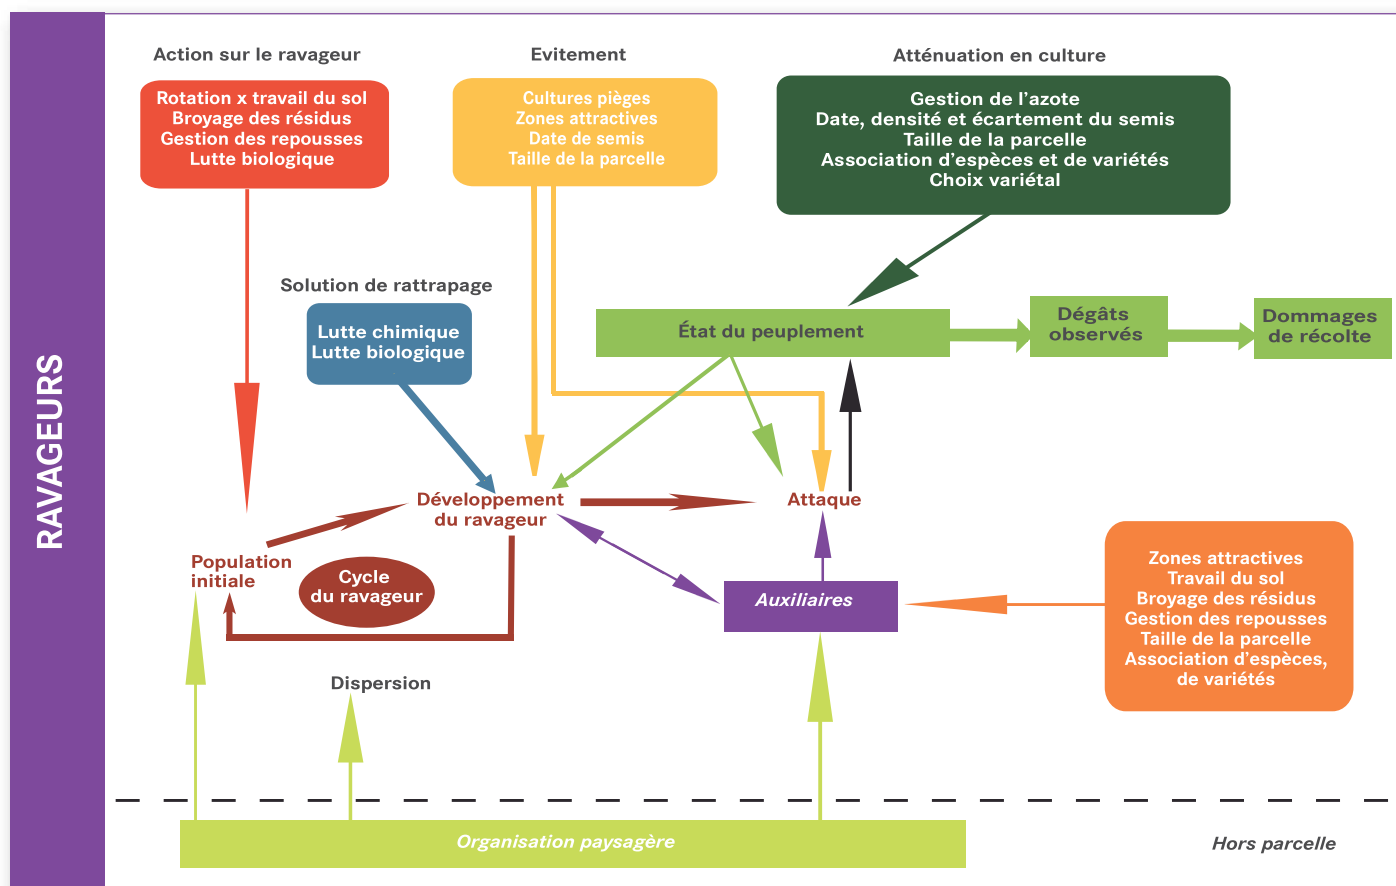 RAVAGEURS
Action sur le ravageur
Rotation x travail du sol
Broyage des résidus
Gestion des repousses
Lutte biologique
Evitement
Cultures pièges
Zones attractives
Date de semis
Taille de la parcelle
Atténuation en culture
Gestion de l'azote
Date, densité et écartement du semis
Taille de la parcelle
Association d'espèces et de variétés
Choix variétal
Solution de rattrapage
Lutte chimique
Lutte biologique
État du peuplement
Dégâts
observés
Dommages
de récolte
Développement
du ravageur
Attaque
Population
initiale
Cycle
du ravageur
Auxiliaires
Zones attractives
Travail du sol
Broyage des résidus
Gestion des repousses
Taille de la parcelle
Association d'espèces,
de variétés
Dispersion
Organisation paysagère
Hors parcelle